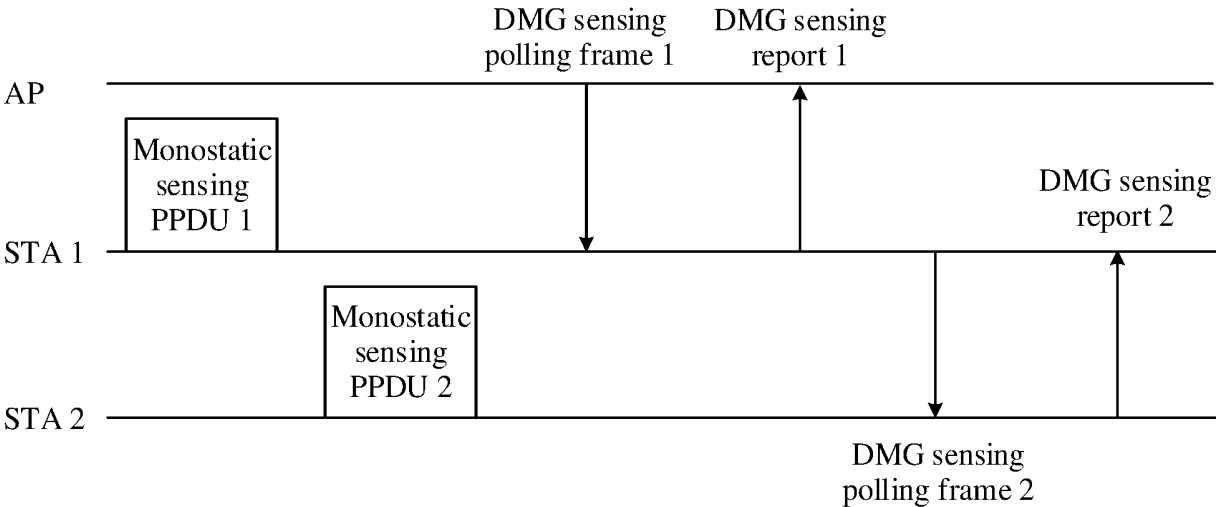 DMG sensing
polling frame 1
DMG sensing
report 1
AP
Monostatic
sensing
PPDU 1
DMG sensing
report 2
STA 1
Monostatic
sensing
PPDU 2
STA 2
DMG sensing
polling frame 2